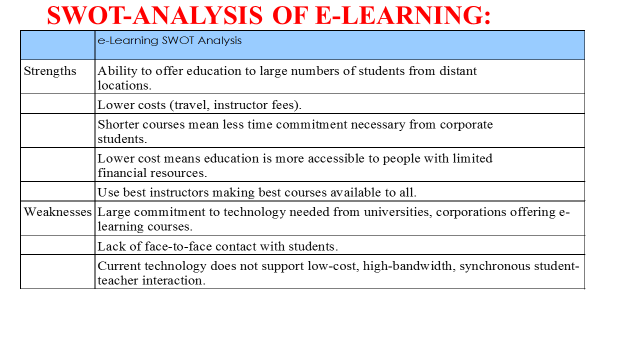 SWOT-ANALYSIS OF E-LEARNING:
e-Learning SWOT Analysis
Strengths
Ability to offer education to large numbers of students from distant
locations.
Lower costs (travel, instructor fees).
Shorter courses mean less time commitment necessary from corporate
students.
Lower cost means education is more accessible to people with limited
financial resources.
Use best instructors making best courses available to all.
Weaknesses
Large commitment to technology needed from universities, corporations offering e-
learning courses.
Lack of face-to-face contact with students.
Current technology does not support low-cost, high-bandwidth, synchronous student-
teacher interaction.